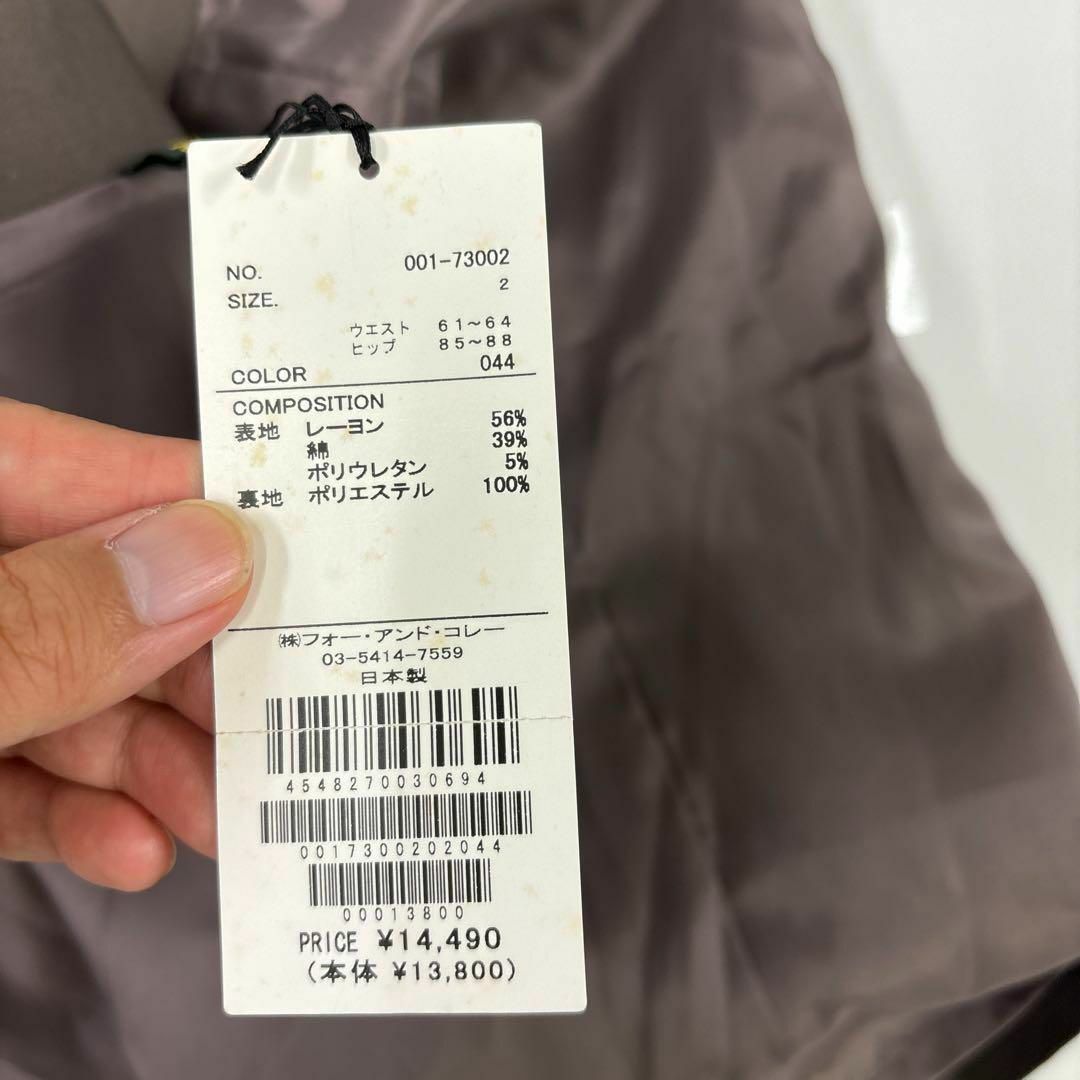 NO. 001-73002
SIZE. 2
ウエスト 61～64
ヒップ 85～88
COLOR 044
COMPOSITION
表地 レーヨン 56%
綿 39%
ポリウレタン 5%
裏地 ポリエステル 100%
㈱フォー・アンド・コレー
03-5414-7559
日本製
4548270030694
001730020204​4
00013800
PRICE ¥14,490
(本体 ¥13,800)